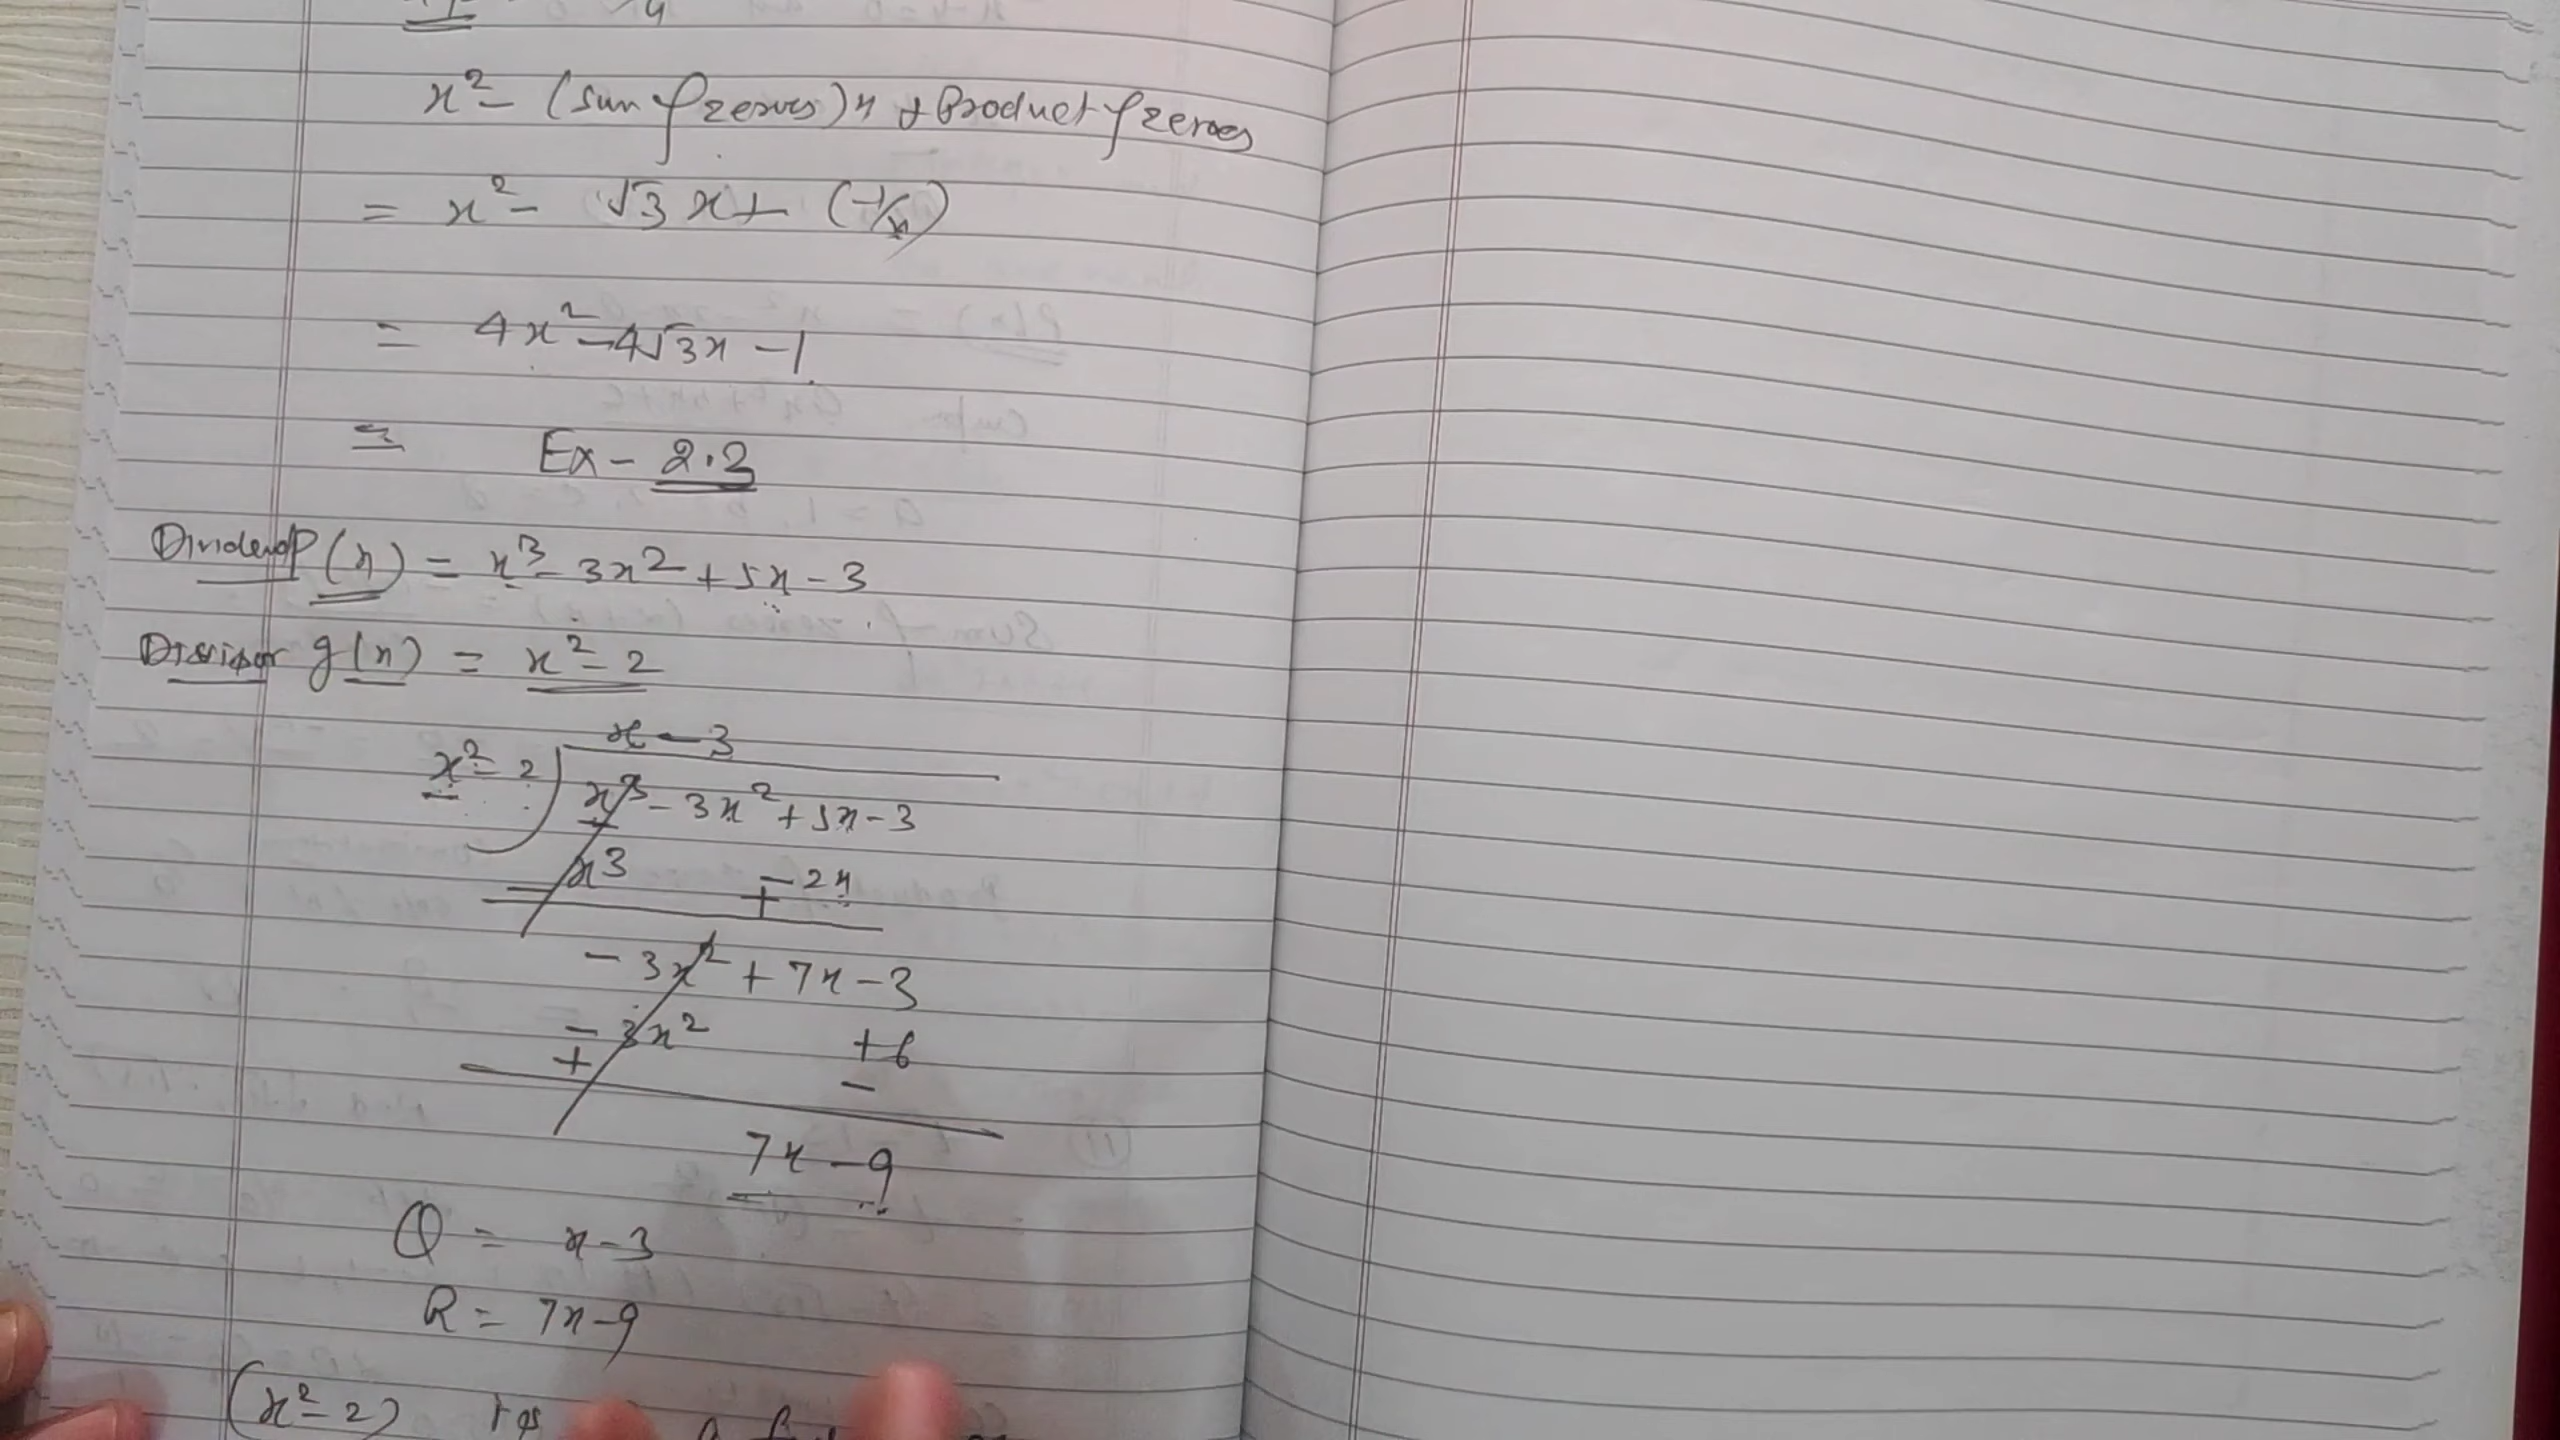 x² - (sum of zeroes)x + Product of zeroes
= x² - √3 x + (-1/4)
= 4x² - 4√3x - 1
= Ex - 2.3
Dividend P(x) = x³ - 3x² + 5x - 3
Divisor g(x) = x² - 2
x - 3
x² - 2 ) x³ - 3x² + 5x - 3
x³ - 2x
- +
- 3x² + 7x - 3
- 3x² + 6
+ -
7x - 9
Q = x - 3
R = 7x - 9
(x² - 2)